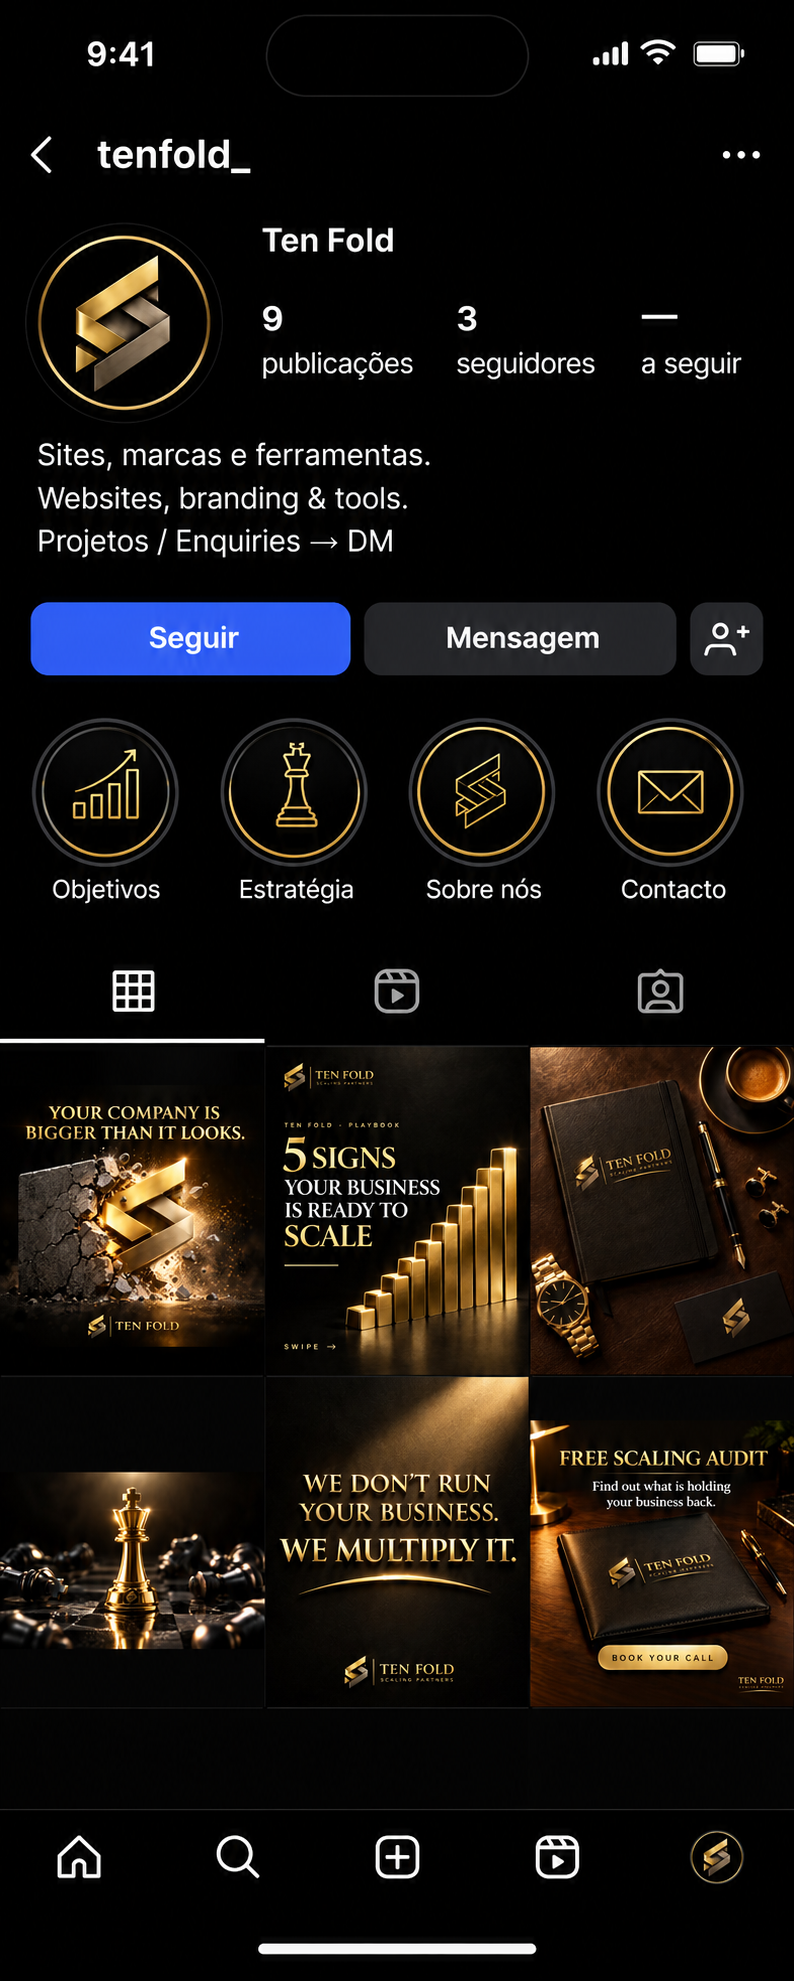 9:41
tenfold_
Ten Fold
9
publicações
3
seguidores
—
a seguir
Sites, marcas e ferramentas.
Websites, branding & tools.
Projetos / Enquiries → DM
Seguir
Mensagem
Objetivos
Estratégia
Sobre nós
Contacto
YOUR COMPANY IS
BIGGER THAN IT LOOKS.
TEN FOLD
TEN FOLD
SCALING PARTNERS
TEN FOLD - PLAYBOOK
5 SIGNS
YOUR BUSINESS
IS READY TO
SCALE
SWIPE →
TEN FOLD
SCALING PARTNERS
WE DON'T RUN
YOUR BUSINESS.
WE MULTIPLY IT.
TEN FOLD
SCALING PARTNERS
FREE SCALING AUDIT
Find out what is holding
your business back.
TEN FOLD
BOOK YOUR CALL
TEN FOLD